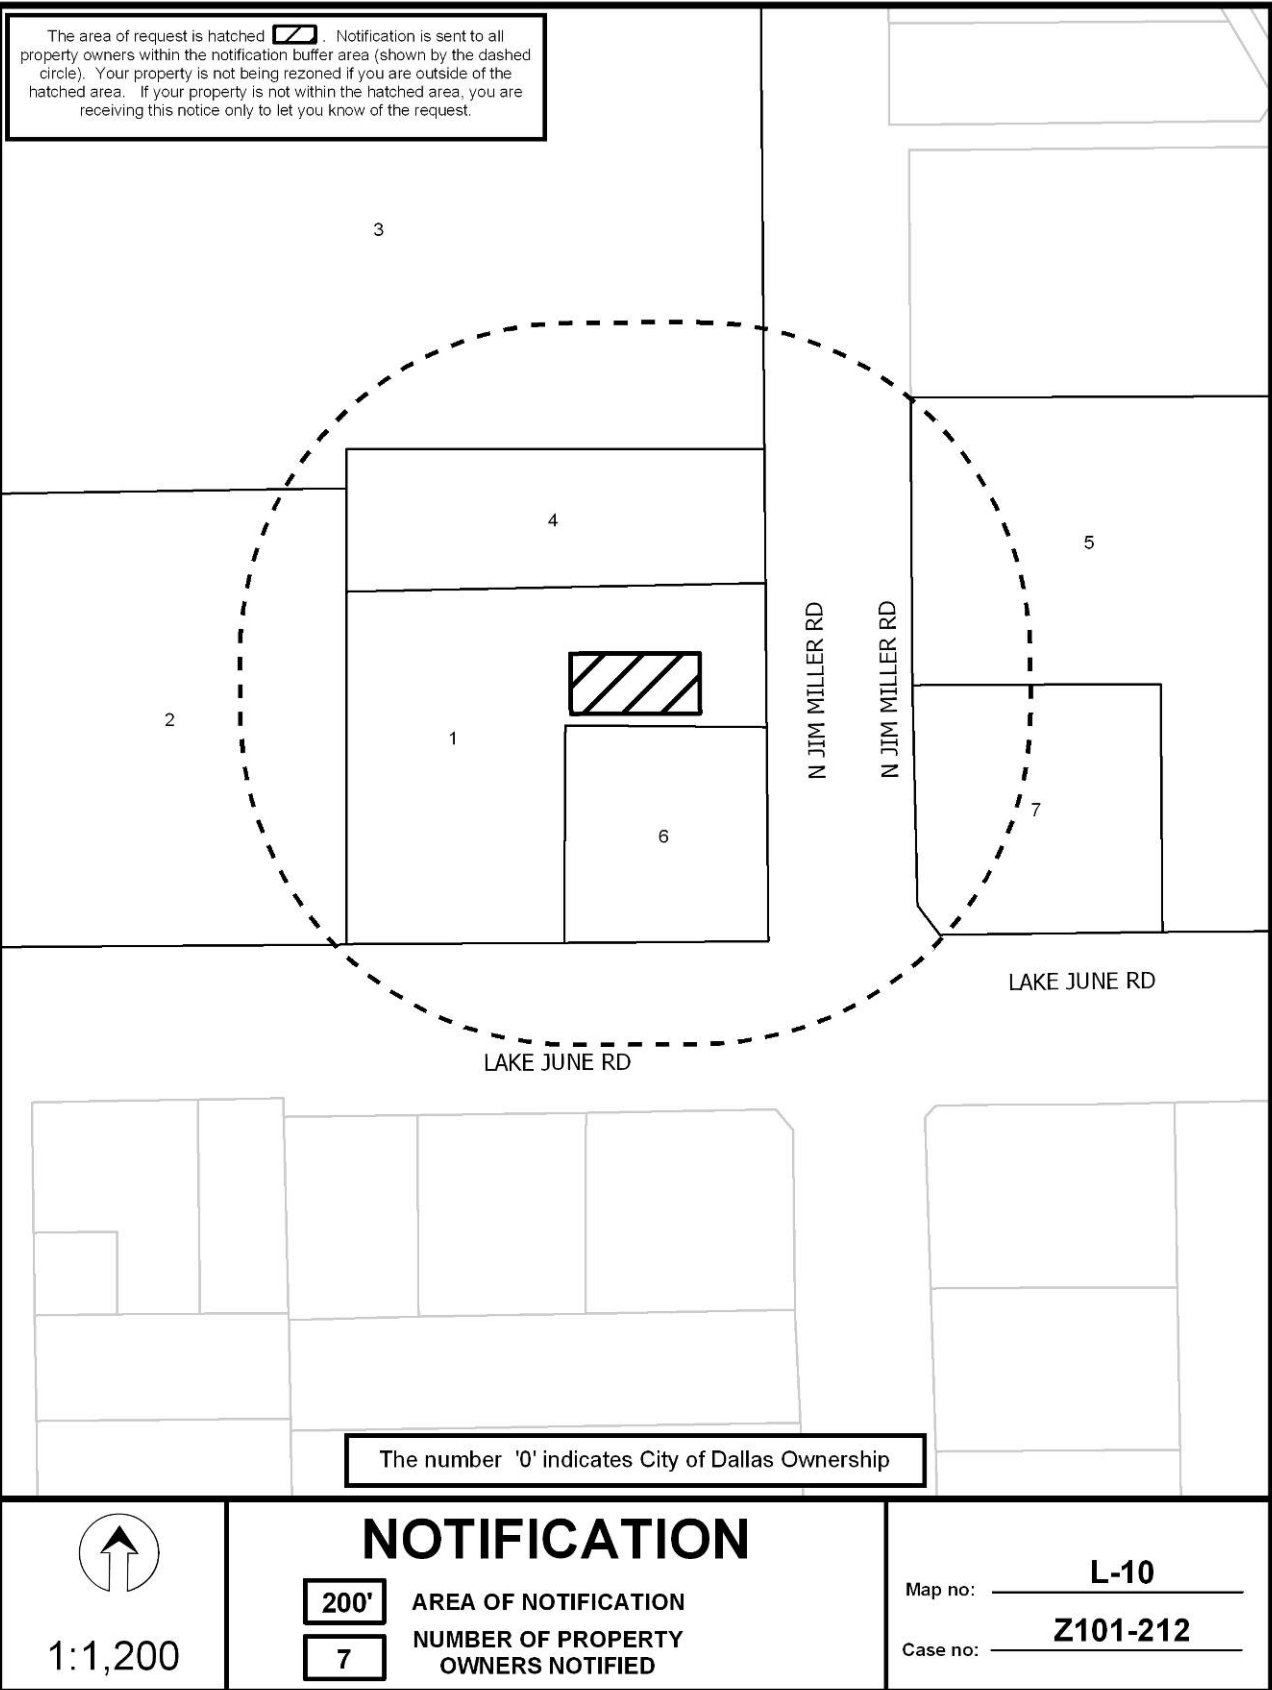 The area of request is hatched . Notification is sent to all
property owners within the notification buffer area (shown by the dashed
circle). Your property is not being rezoned if you are outside of the
hatched area. If your property is not within the hatched area, you are
receiving this notice only to let you know of the request.
3
4
5
N JIM MILLER RD
N JIM MILLER RD
2
1
7
6
LAKE JUNE RD
LAKE JUNE RD
The number '0' indicates City of Dallas Ownership
1:1,200
NOTIFICATION
200' AREA OF NOTIFICATION
7 NUMBER OF PROPERTY
OWNERS NOTIFIED
Map no: L-10
Case no: Z101-212